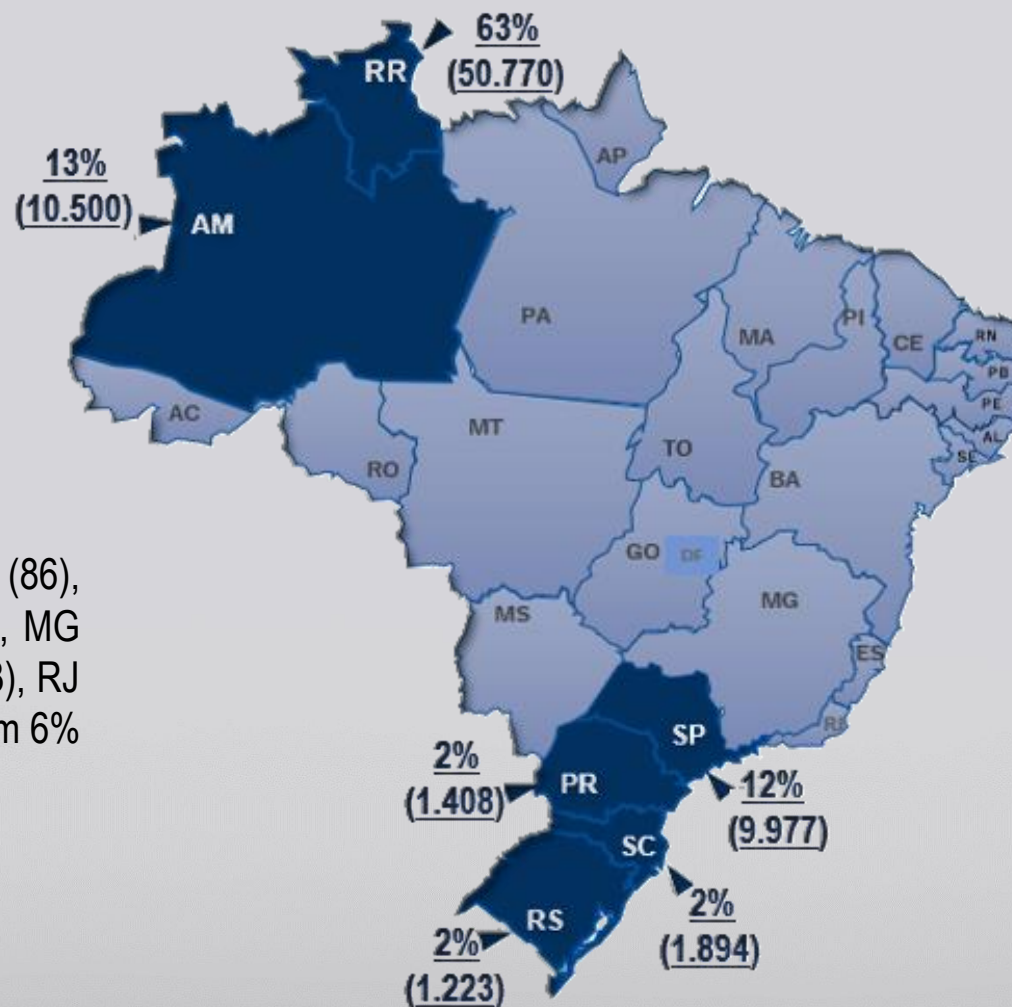 63%
(50.770)
RR
AP
13%
(10.500)
AM
PA
MA
PI
CE
RN
PB
PE
AL
SE
AC
RO
MT
TO
BA
GO
DF
(86),
, MG
), RJ
6%
MS
MG
ES
RJ
SP
2%
(1.408)
PR
12%
(9.977)
SC
RS
2%
(1.894)
2%
(1.223)